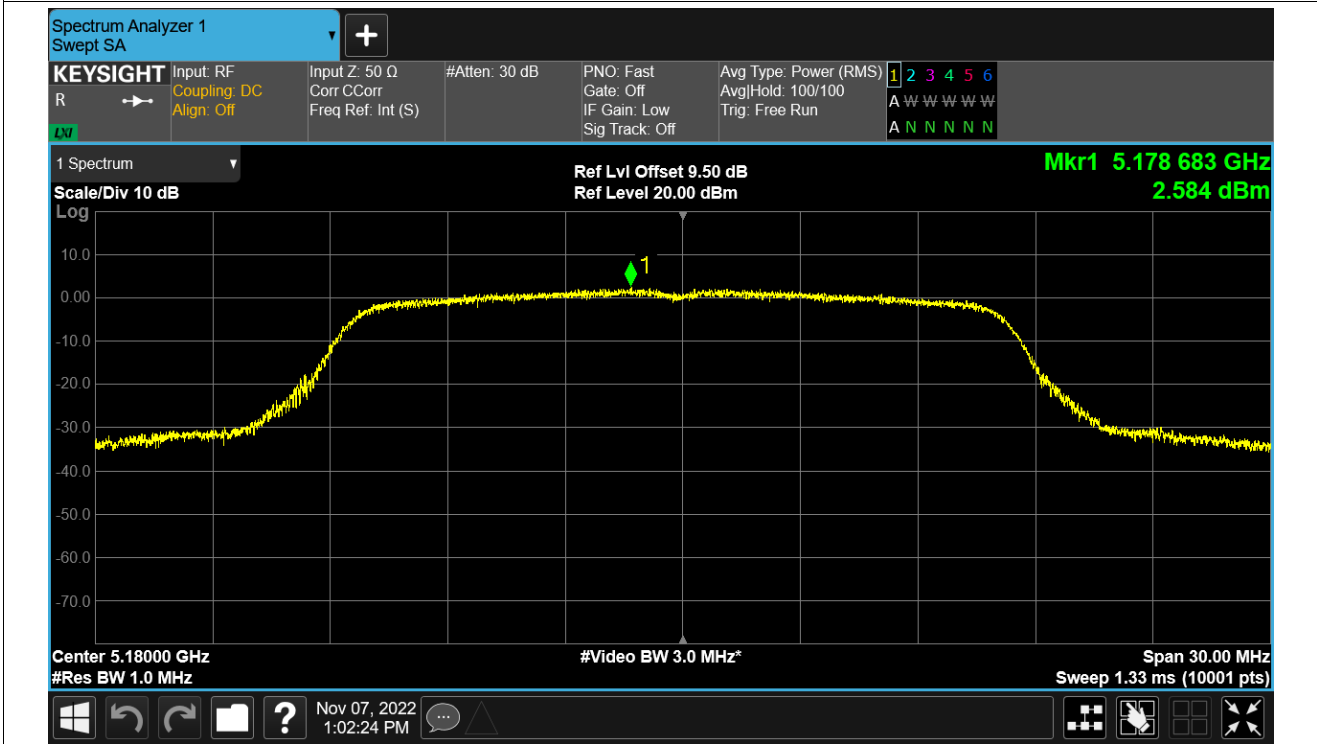 Spectrum Analyzer 1
Swept SA
KEYSIGHT
R
LXI
Input: RF
Coupling: DC
Align: Off
Input Z: 50 Ω
Corr CCorr
Freq Ref: Int (S)
#Atten: 30 dB
PNO: Fast
Gate: Off
IF Gain: Low
Sig Track: Off
Avg Type: Power (RMS)
Avg|Hold: 100/100
Trig: Free Run
1 2 3 4 5 6
A W W W W W
A N N N N N
1 Spectrum
Scale/Div 10 dB
Ref Lvl Offset 9.50 dB
Ref Level 20.00 dBm
Mkr1 5.178 683 GHz
2.584 dBm
Log
10.0
0.00
-10.0
-20.0
-30.0
-40.0
-50.0
-60.0
-70.0
1
Center 5.18000 GHz
#Res BW 1.0 MHz
#Video BW 3.0 MHz*
Span 30.00 MHz
Sweep 1.33 ms (10001 pts)
?
Nov 07, 2022
1:02:24 PM